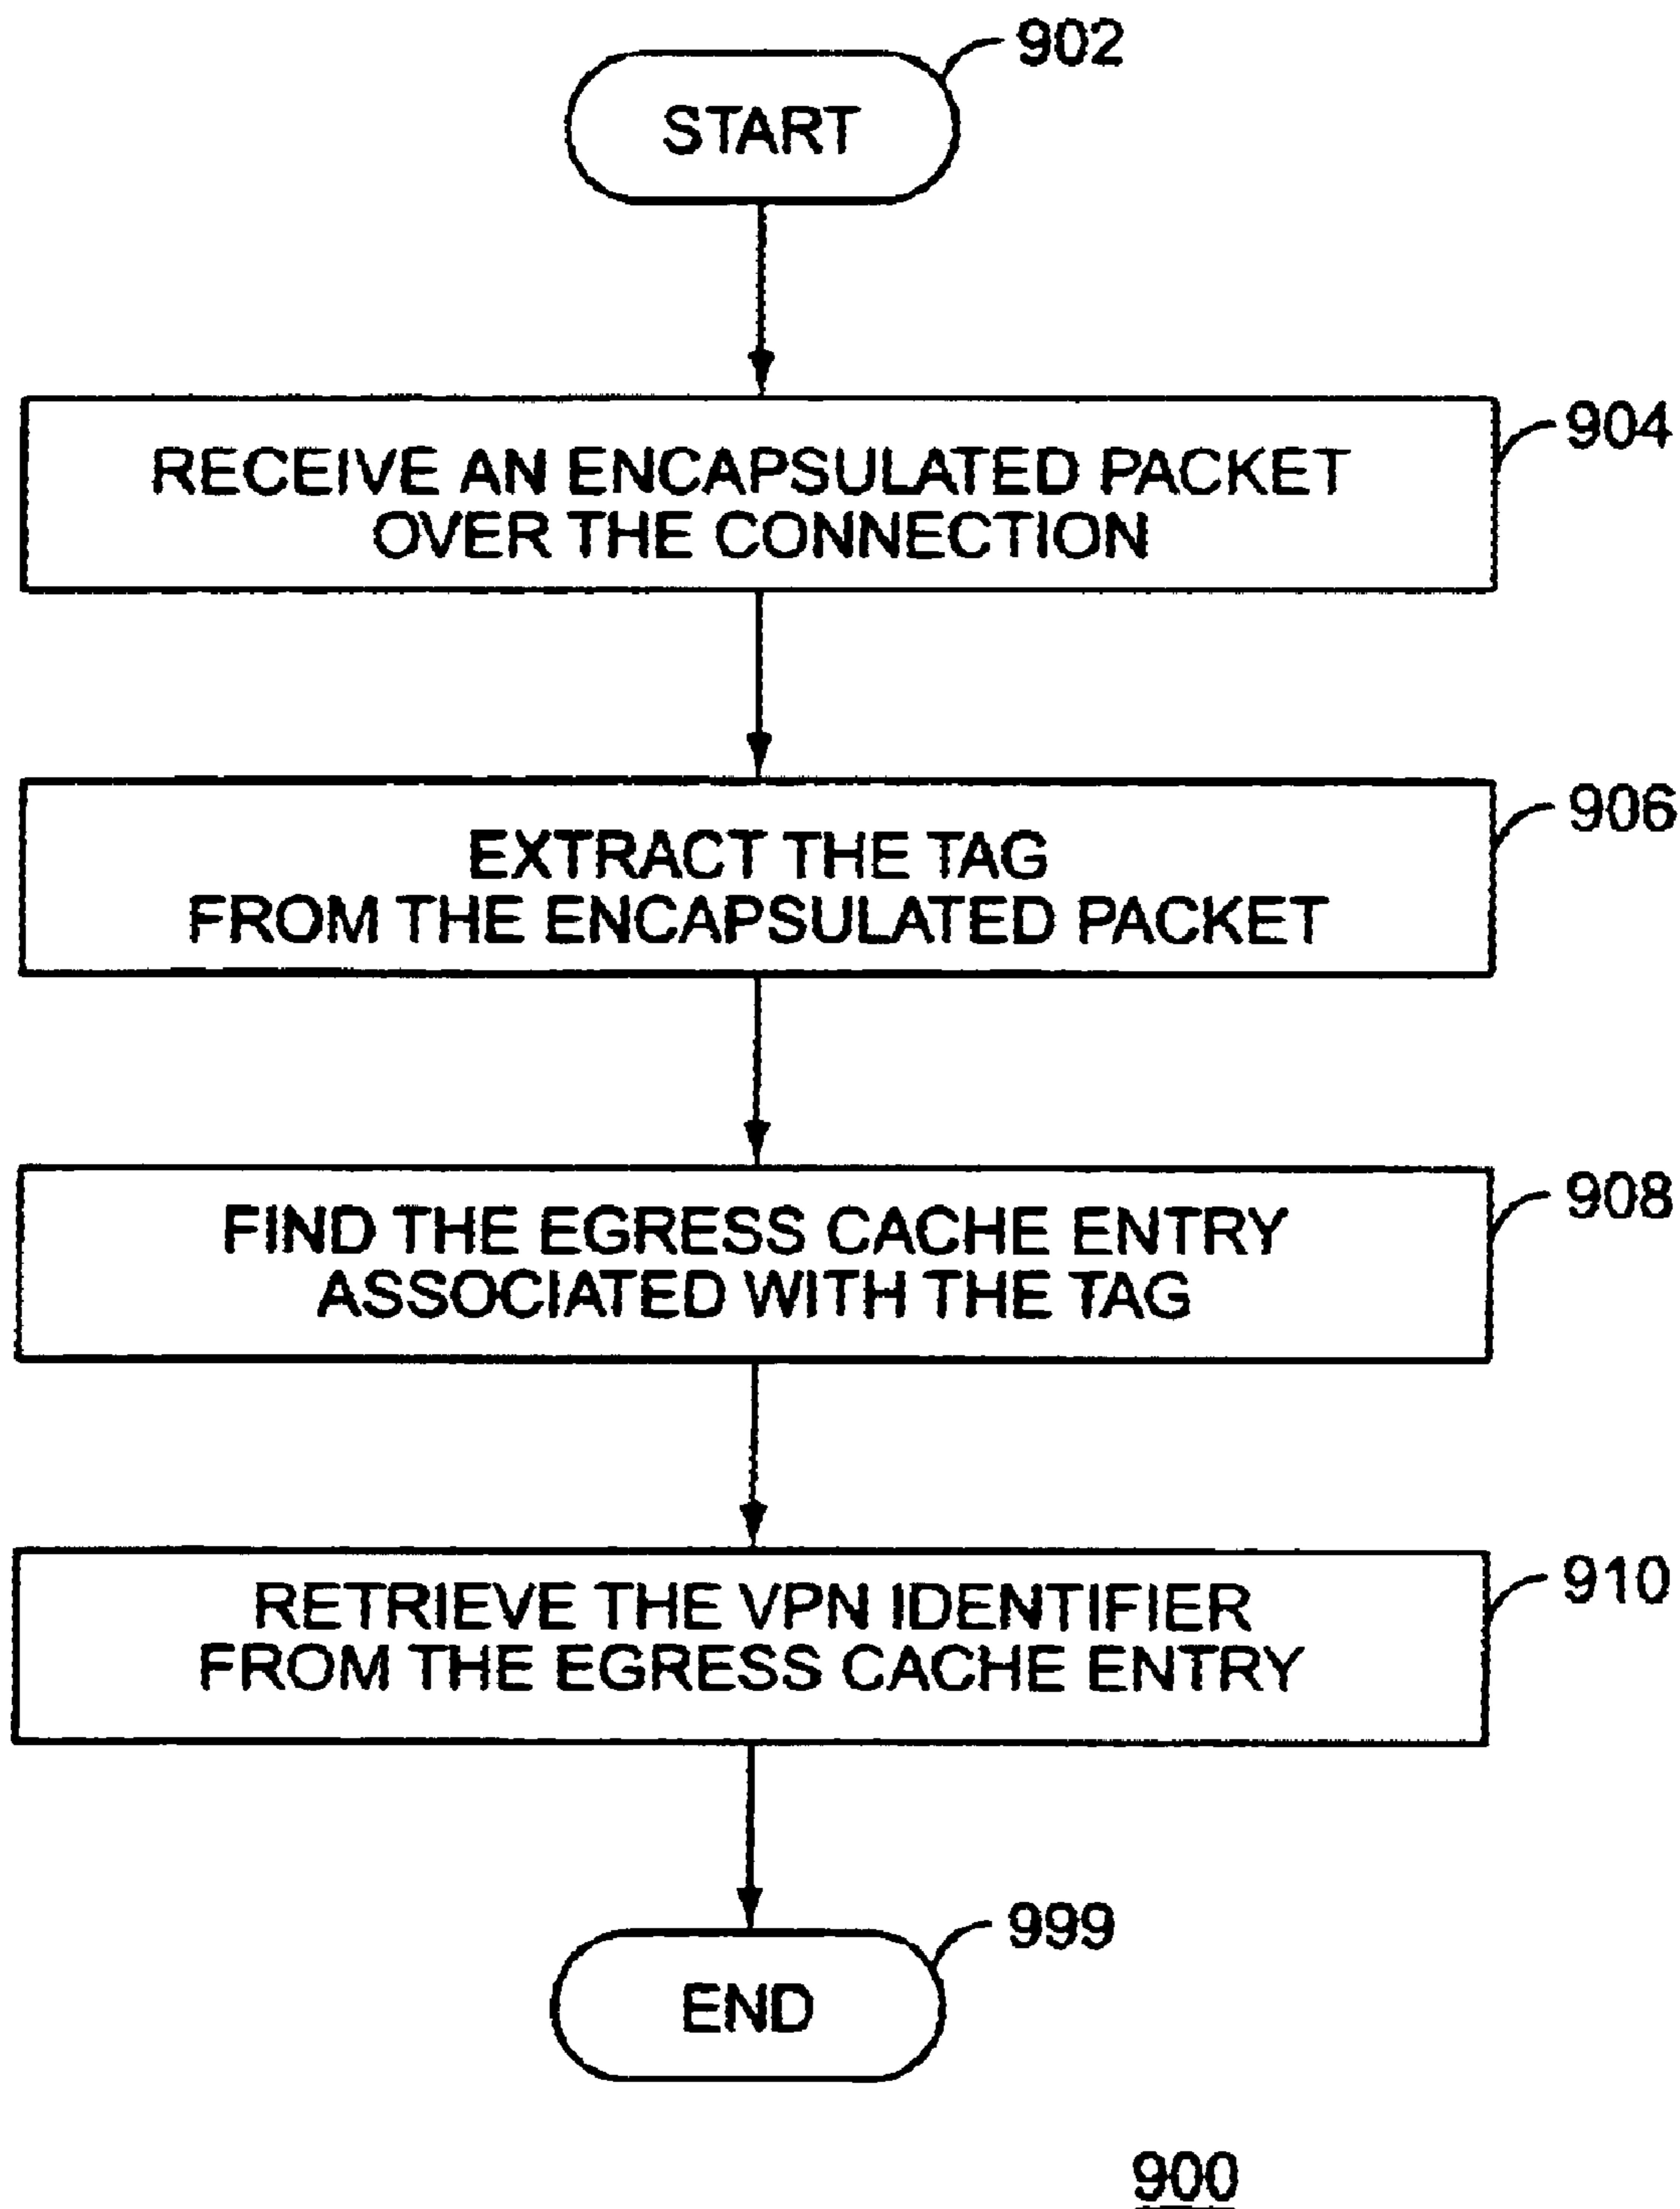 902
START
904
RECEIVE AN ENCAPSULATED PACKET
OVER THE CONNECTION
906
EXTRACT THE TAG
FROM THE ENCAPSULATED PACKET
908
FIND THE EGRESS CACHE ENTRY
ASSOCIATED WITH THE TAG
910
RETRIEVE THE VPN IDENTIFIER
FROM THE EGRESS CACHE ENTRY
999
END
900